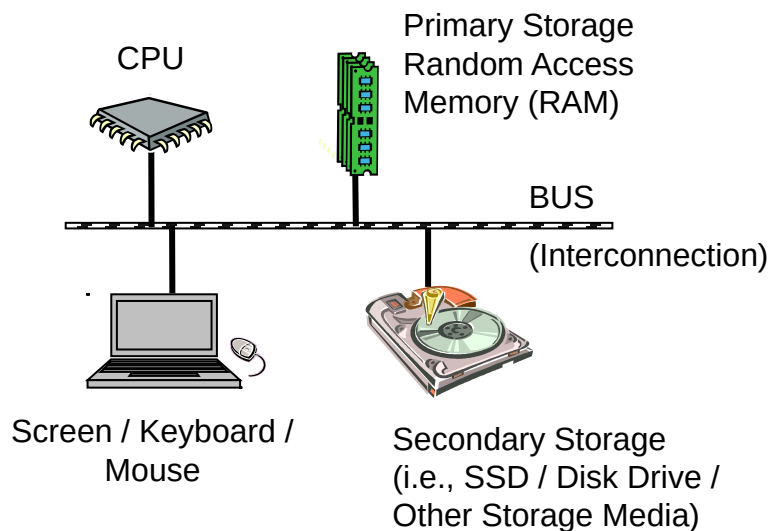 CPU
Primary Storage
Random Access
Memory (RAM)
BUS
(Interconnection)
Screen / Keyboard /
Mouse
Secondary Storage
(i.e., SSD / Disk Drive /
Other Storage Media)